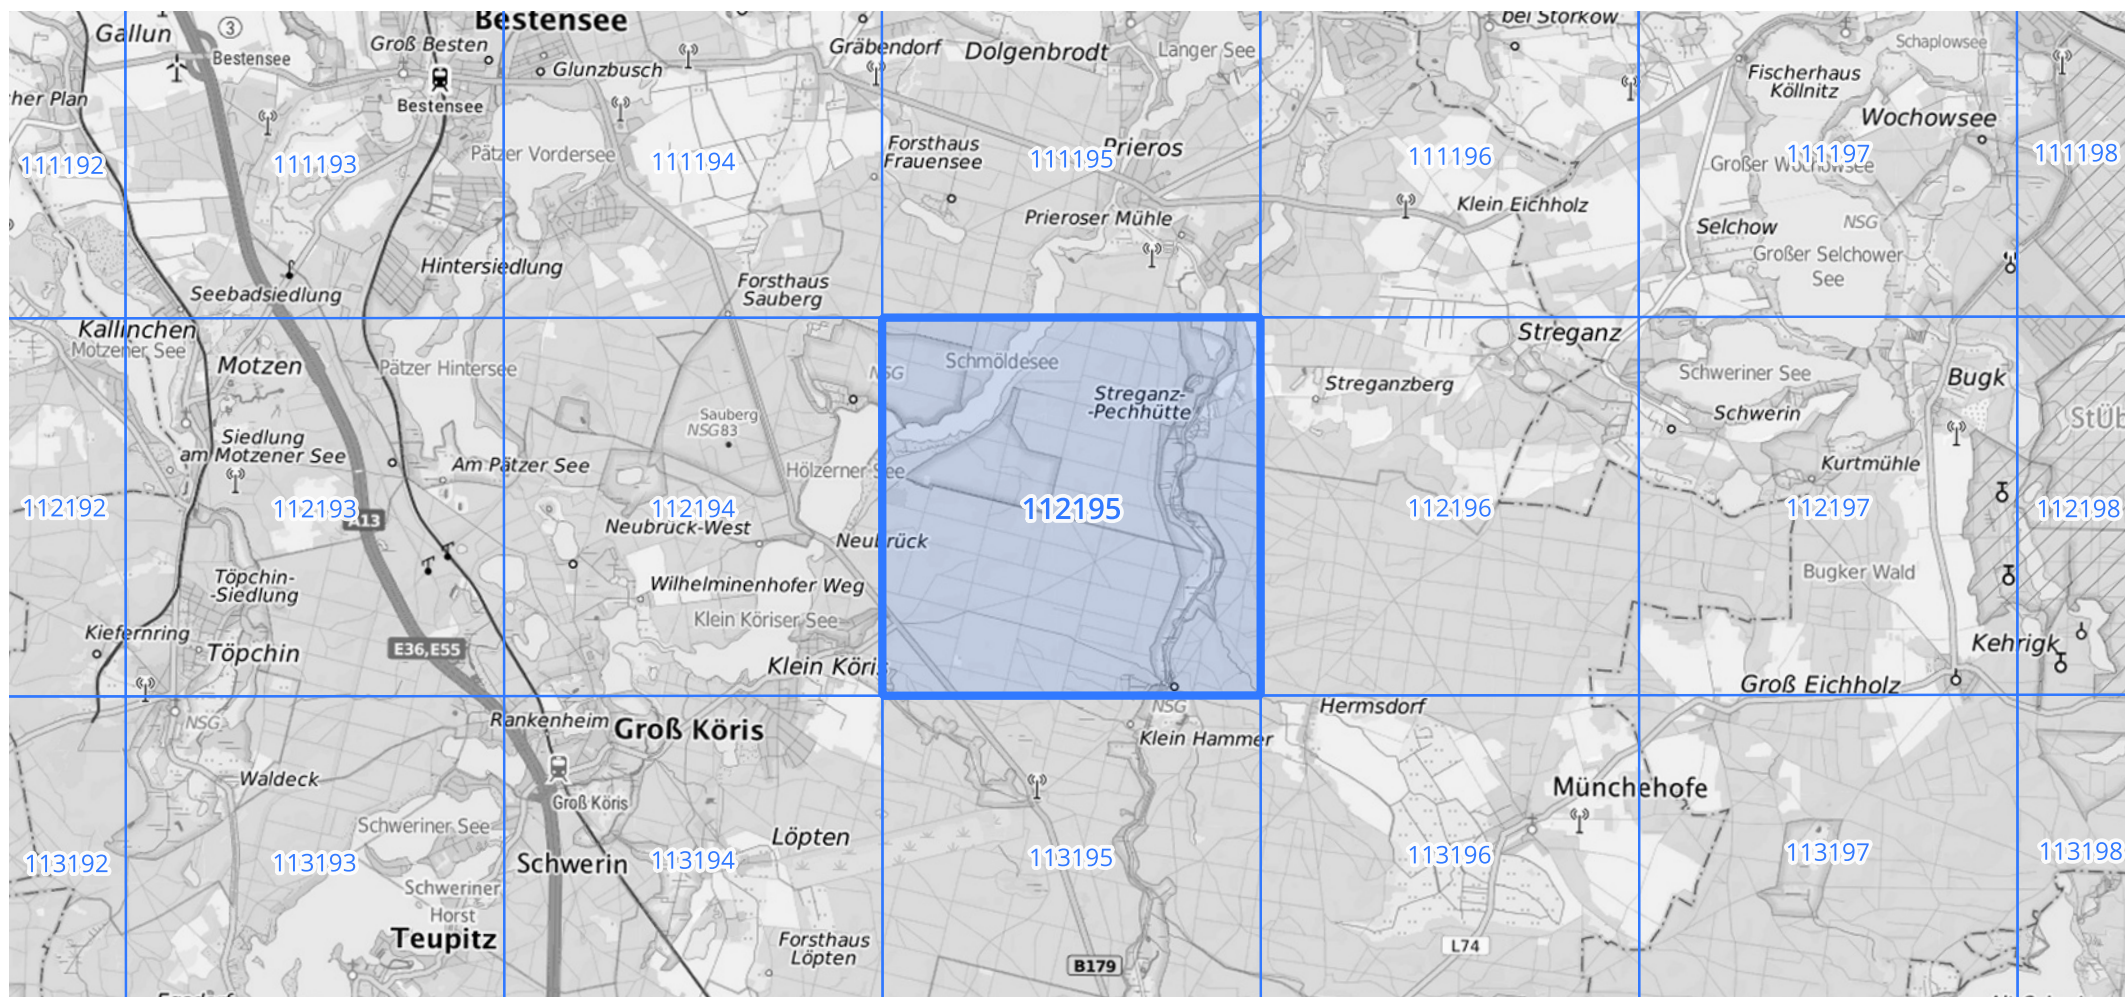 Bestensee
bei Storkow
Gallun
3
Bestensee
Groß Besten
Glunzbusch
Gräbendorf
Dolgenbrodt
Langer See
Schaplowsee
Fischerhaus
Köllnitz
cher Plan
Bestensee
Wochowsee
Pätzer Vordersee
Forsthaus
Frauensee
Prieros
111192
111193
111194
111195
111196
Großer Wochowsee
111197
111198
Prieroser Mühle
Klein Eichholz
Selchow
NSG
Hintersiedlung
Großer Selchower
See
Seebadsiedlung
Forsthaus
Sauberg
Kallinchen
Motzener See
Motzen
Pätzer Hintersee
Schmöldesee
NSG
Streganz
Streganzberg
Streganz-
-Pechhütte
Schweriner See
Bugk
Schwerin
StÜb
Sauberg
NSG83
Siedlung
am Motzener See
Am Pätzer See
Hölzerner See
Kurtmühle
112192
112193
112194
112195
112196
112197
112198
A13
Neubrück-West
Neubrück
Töpchin-
-Siedlung
Wilhelminenhofer Weg
Bugker Wald
Klein Köriser See
Kiefernring
E36,E55
Töpchin
Klein Köris
Kehrigk
Groß Eichholz
NSG
Rankenheim
Groß Köris
NSG
Klein Hammer
Hermsdorf
Waldeck
Groß Köris
Münchehofe
Schweriner See
Löpten
113192
113193
Schwerin
113194
113195
113196
113197
113198
Schweriner
Horst
Teupitz
Forsthaus
Löpten
L74
B179